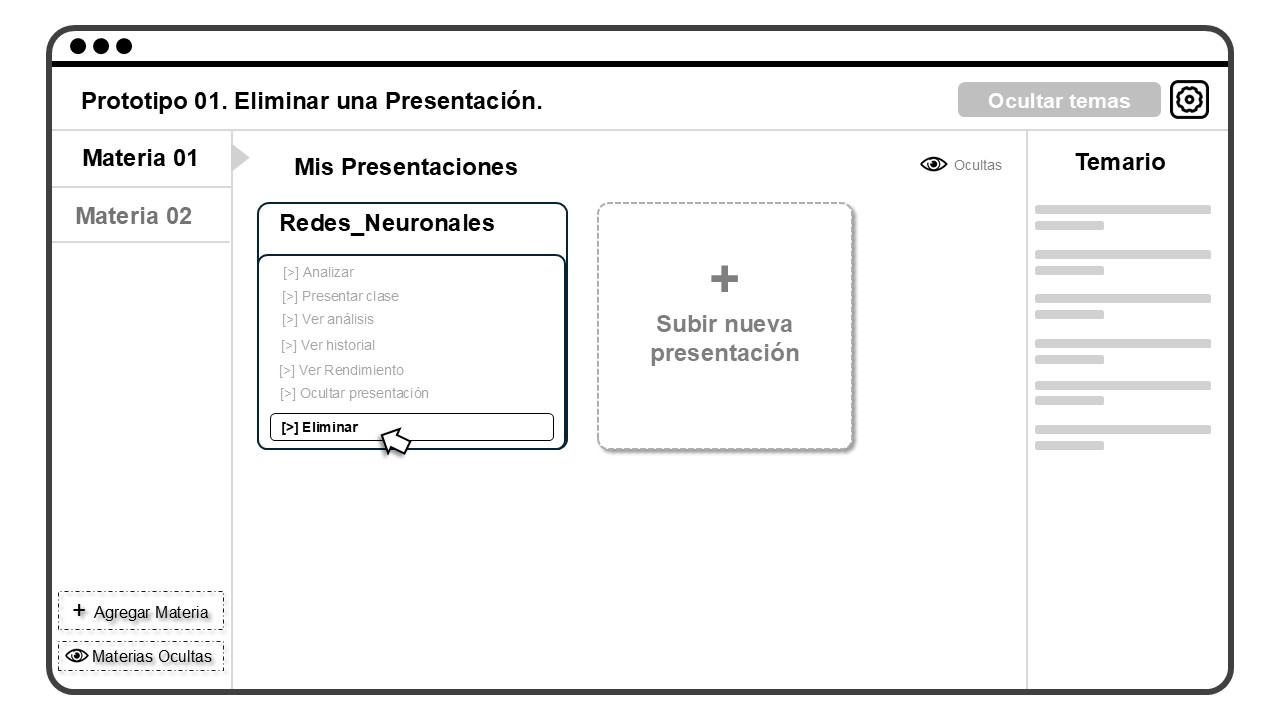 Prototipo 01. Eliminar una Presentación.
Ocultar temas
Materia 01
Materia 02
Mis Presentaciones
Ocultas
Temario
Redes_Neuronales
[>] Analizar
[>] Presentar clase
[>] Ver análisis
[>] Ver historial
[>] Ver Rendimiento
[>] Ocultar presentación
[>] Eliminar
+
Subir nueva
presentación
+ Agregar Materia
Materias Ocultas